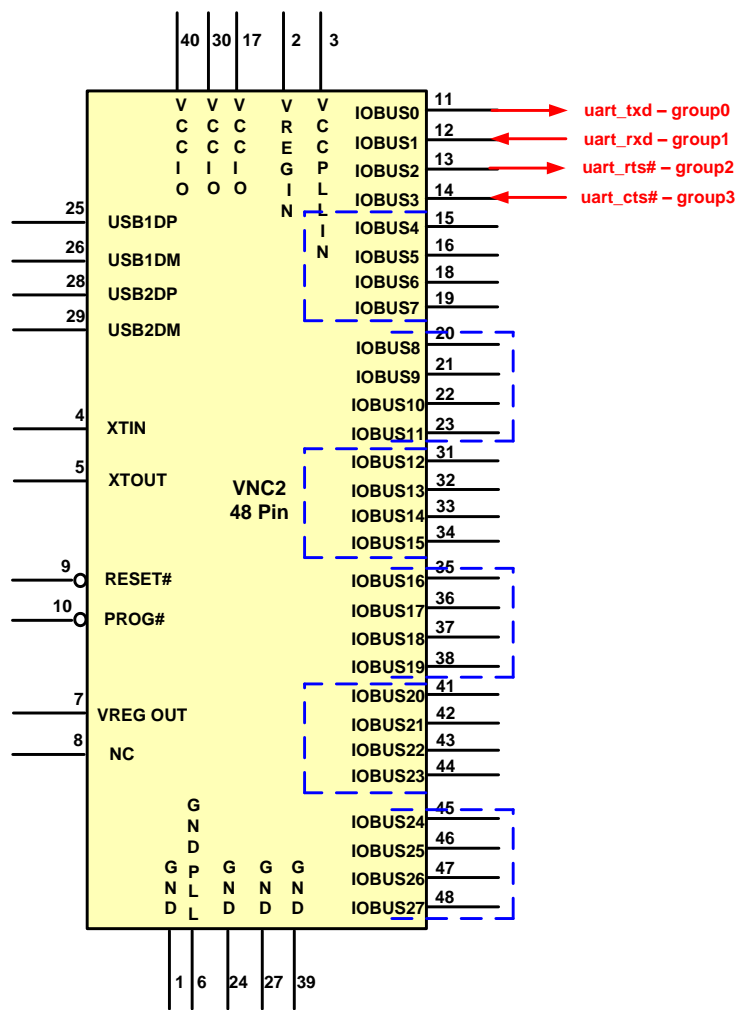 40 30 17 2 3
VCCIO VCCIO VCCIO VREGIN VCCPLLIN
IOBUS0 11 uart_txd – group0
IOBUS1 12 uart_rxd – group1
IOBUS2 13 uart_rts# – group2
IOBUS3 14 uart_cts# – group3
25 USB1DP IOBUS4 15
26 USB1DM IOBUS5 16
28 USB2DP IOBUS6 18
29 USB2DM IOBUS7 19
IOBUS8 20
IOBUS9 21
IOBUS10 22
4 XTIN IOBUS11 23
5 XTOUT IOBUS12 31
VNC2 IOBUS13 32
48 Pin IOBUS14 33
IOBUS15 34
9 RESET# IOBUS16 35
10 PROG# IOBUS17 36
IOBUS18 37
IOBUS19 38
7 VREG OUT IOBUS20 41
IOBUS21 42
8 NC IOBUS22 43
IOBUS23 44
IOBUS24 45
IOBUS25 46
IOBUS26 47
IOBUS27 48
GND GNDPLL GND GND GND
1 6 24 27 39